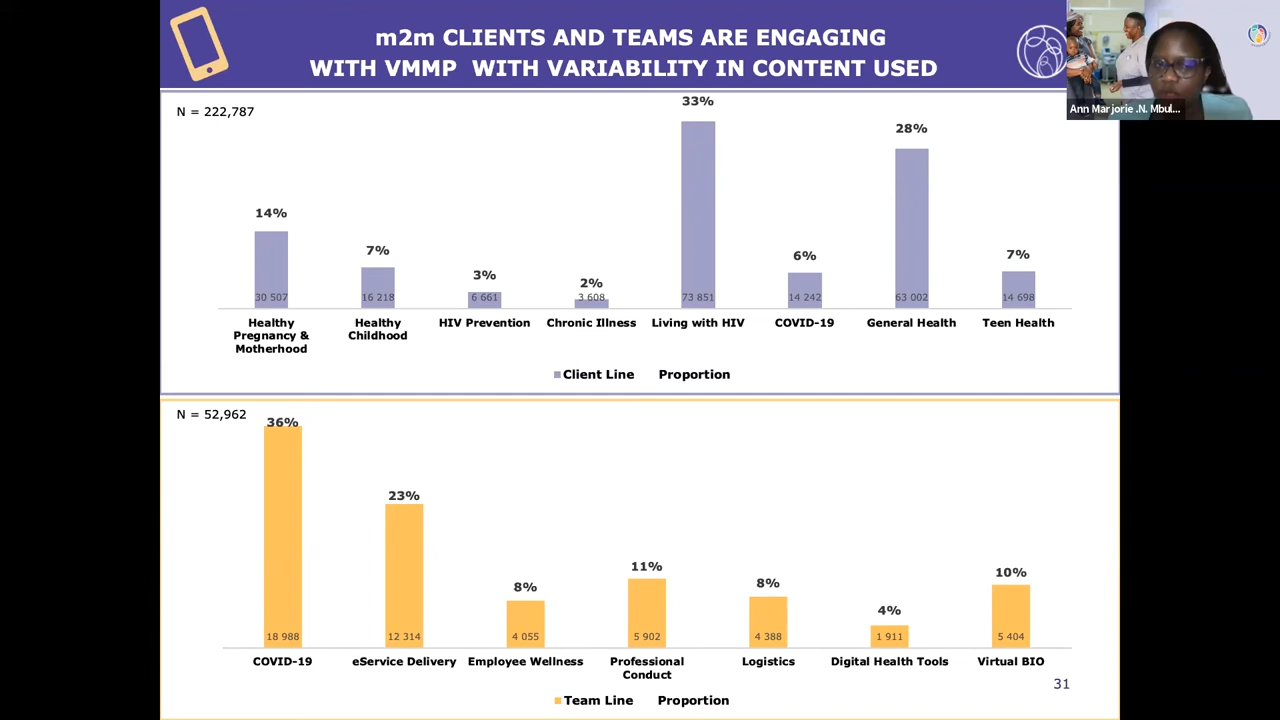 m2m CLIENTS AND TEAMS ARE ENGAGING
WITH VMMP WITH VARIABILITY IN CONTENT USED
Ann Marjorie .N. Mbul...
N = 222,787
14%
7%
3%
2%
33%
6%
28%
7%
30 507
16 218
6 661
3 608
73 851
14 242
63 002
14 698
Healthy Pregnancy & Motherhood
Healthy Childhood
HIV Prevention
Chronic Illness
Living with HIV
COVID-19
General Health
Teen Health
Client Line
Proportion
N = 52,962
36%
23%
8%
11%
8%
4%
10%
18 988
12 314
4 055
5 902
4 388
1 911
5 404
COVID-19
eService Delivery
Employee Wellness
Professional Conduct
Logistics
Digital Health Tools
Virtual BIO
31
Team Line
Proportion